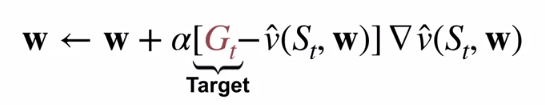 w ← w + α[G_t − v̂(S_t, w)] ∇ v̂(S_t, w)
Target